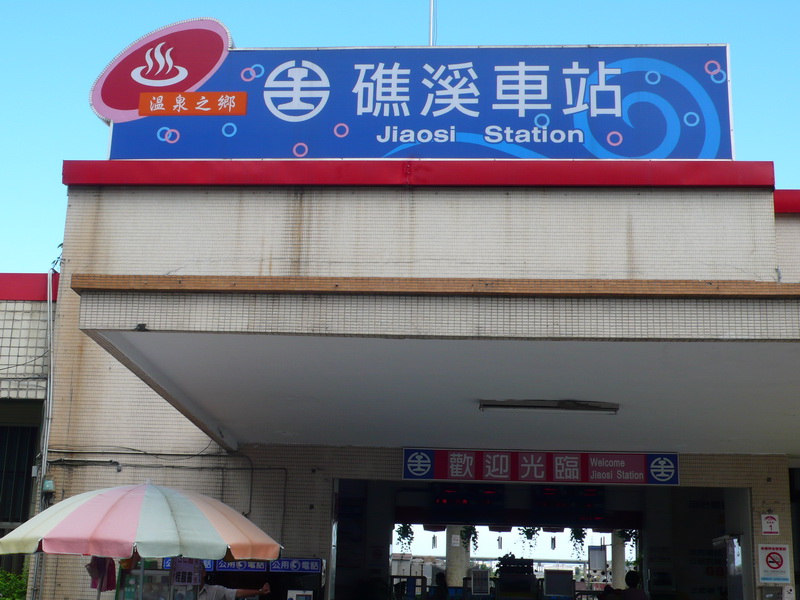 溫泉之鄉
礁溪車站
Jiaosi Station
歡迎光臨
Welcome
Jiaosi Station
公用電話
公用電話